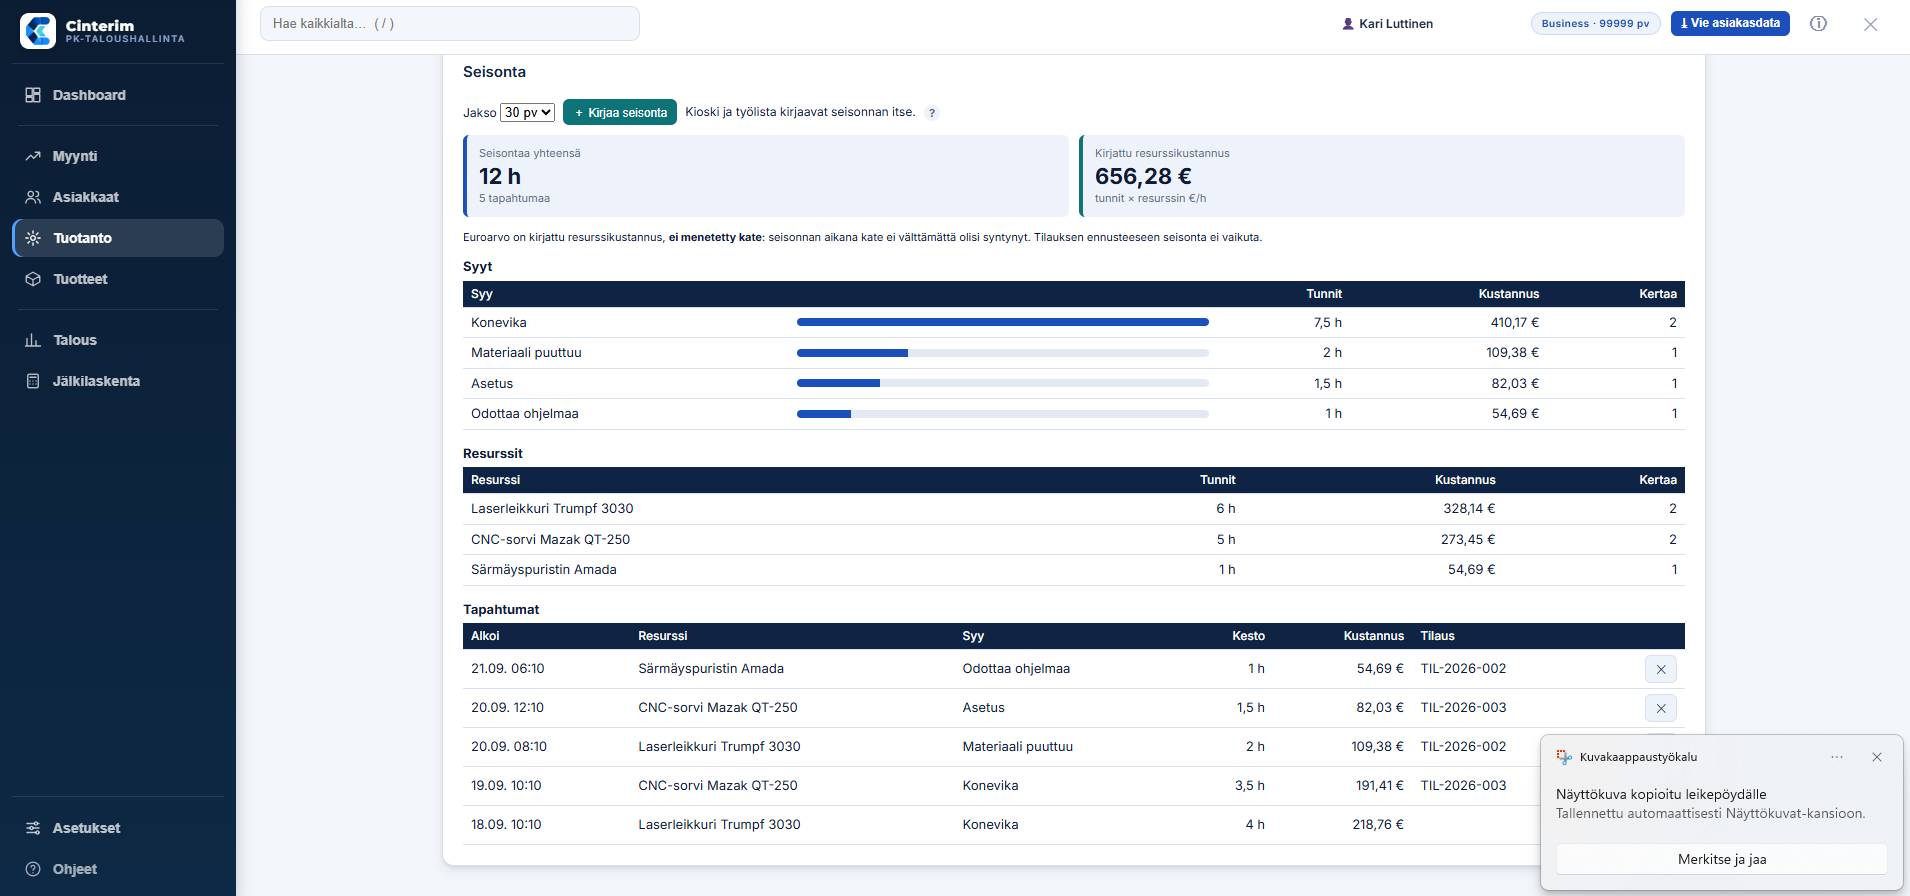 Cinterim
PK-TALOUSHALLINTA
Hae kaikkialta… ( / )
Kari Luttinen
Business · 99999 pv
Vie asiakasdata
Dashboard
Myynti
Asiakkaat
Tuotanto
Tuotteet
Talous
Jälkilaskenta
Asetukset
Ohjeet
Seisonta
Jakso 30 pv + Kirjaa seisonta Kioski ja työlista kirjaavat seisonnan itse. ?
Seisontaa yhteensä
12 h
5 tapahtumaa
Kirjattu resurssikustannus
656,28 €
tunnit × resurssin €/h
Euroarvo on kirjattu resurssikustannus, ei menetetty kate: seisonnan aikana kate ei välttämättä olisi syntynyt. Tilauksen ennusteeseen seisonta ei vaikuta.
Syyt
Syy Tunnit Kustannus Kertaa
Konevika 7,5 h 410,17 € 2
Materiaali puuttuu 2 h 109,38 € 1
Asetus 1,5 h 82,03 € 1
Odottaa ohjelmaa 1 h 54,69 € 1
Resurssit
Resurssi Tunnit Kustannus Kertaa
Laserleikkuri Trumpf 3030 6 h 328,14 € 2
CNC-sorvi Mazak QT-250 5 h 273,45 € 2
Särmäyspuristin Amada 1 h 54,69 € 1
Tapahtumat
Alkoi Resurssi Syy Kesto Kustannus Tilaus
21.09. 06:10 Särmäyspuristin Amada Odottaa ohjelmaa 1 h 54,69 € TIL-2026-002
20.09. 12:10 CNC-sorvi Mazak QT-250 Asetus 1,5 h 82,03 € TIL-2026-003
20.09. 08:10 Laserleikkuri Trumpf 3030 Materiaali puuttuu 2 h 109,38 € TIL-2026-002
19.09. 10:10 CNC-sorvi Mazak QT-250 Konevika 3,5 h 191,41 € TIL-2026-003
18.09. 10:10 Laserleikkuri Trumpf 3030 Konevika 4 h 218,76 €
Kuvakaappaustyökalu
Näyttökuva kopioitu leikepöydälle
Tallennettu automaattisesti Näyttökuvat-kansioon.
Merkitse ja jaa